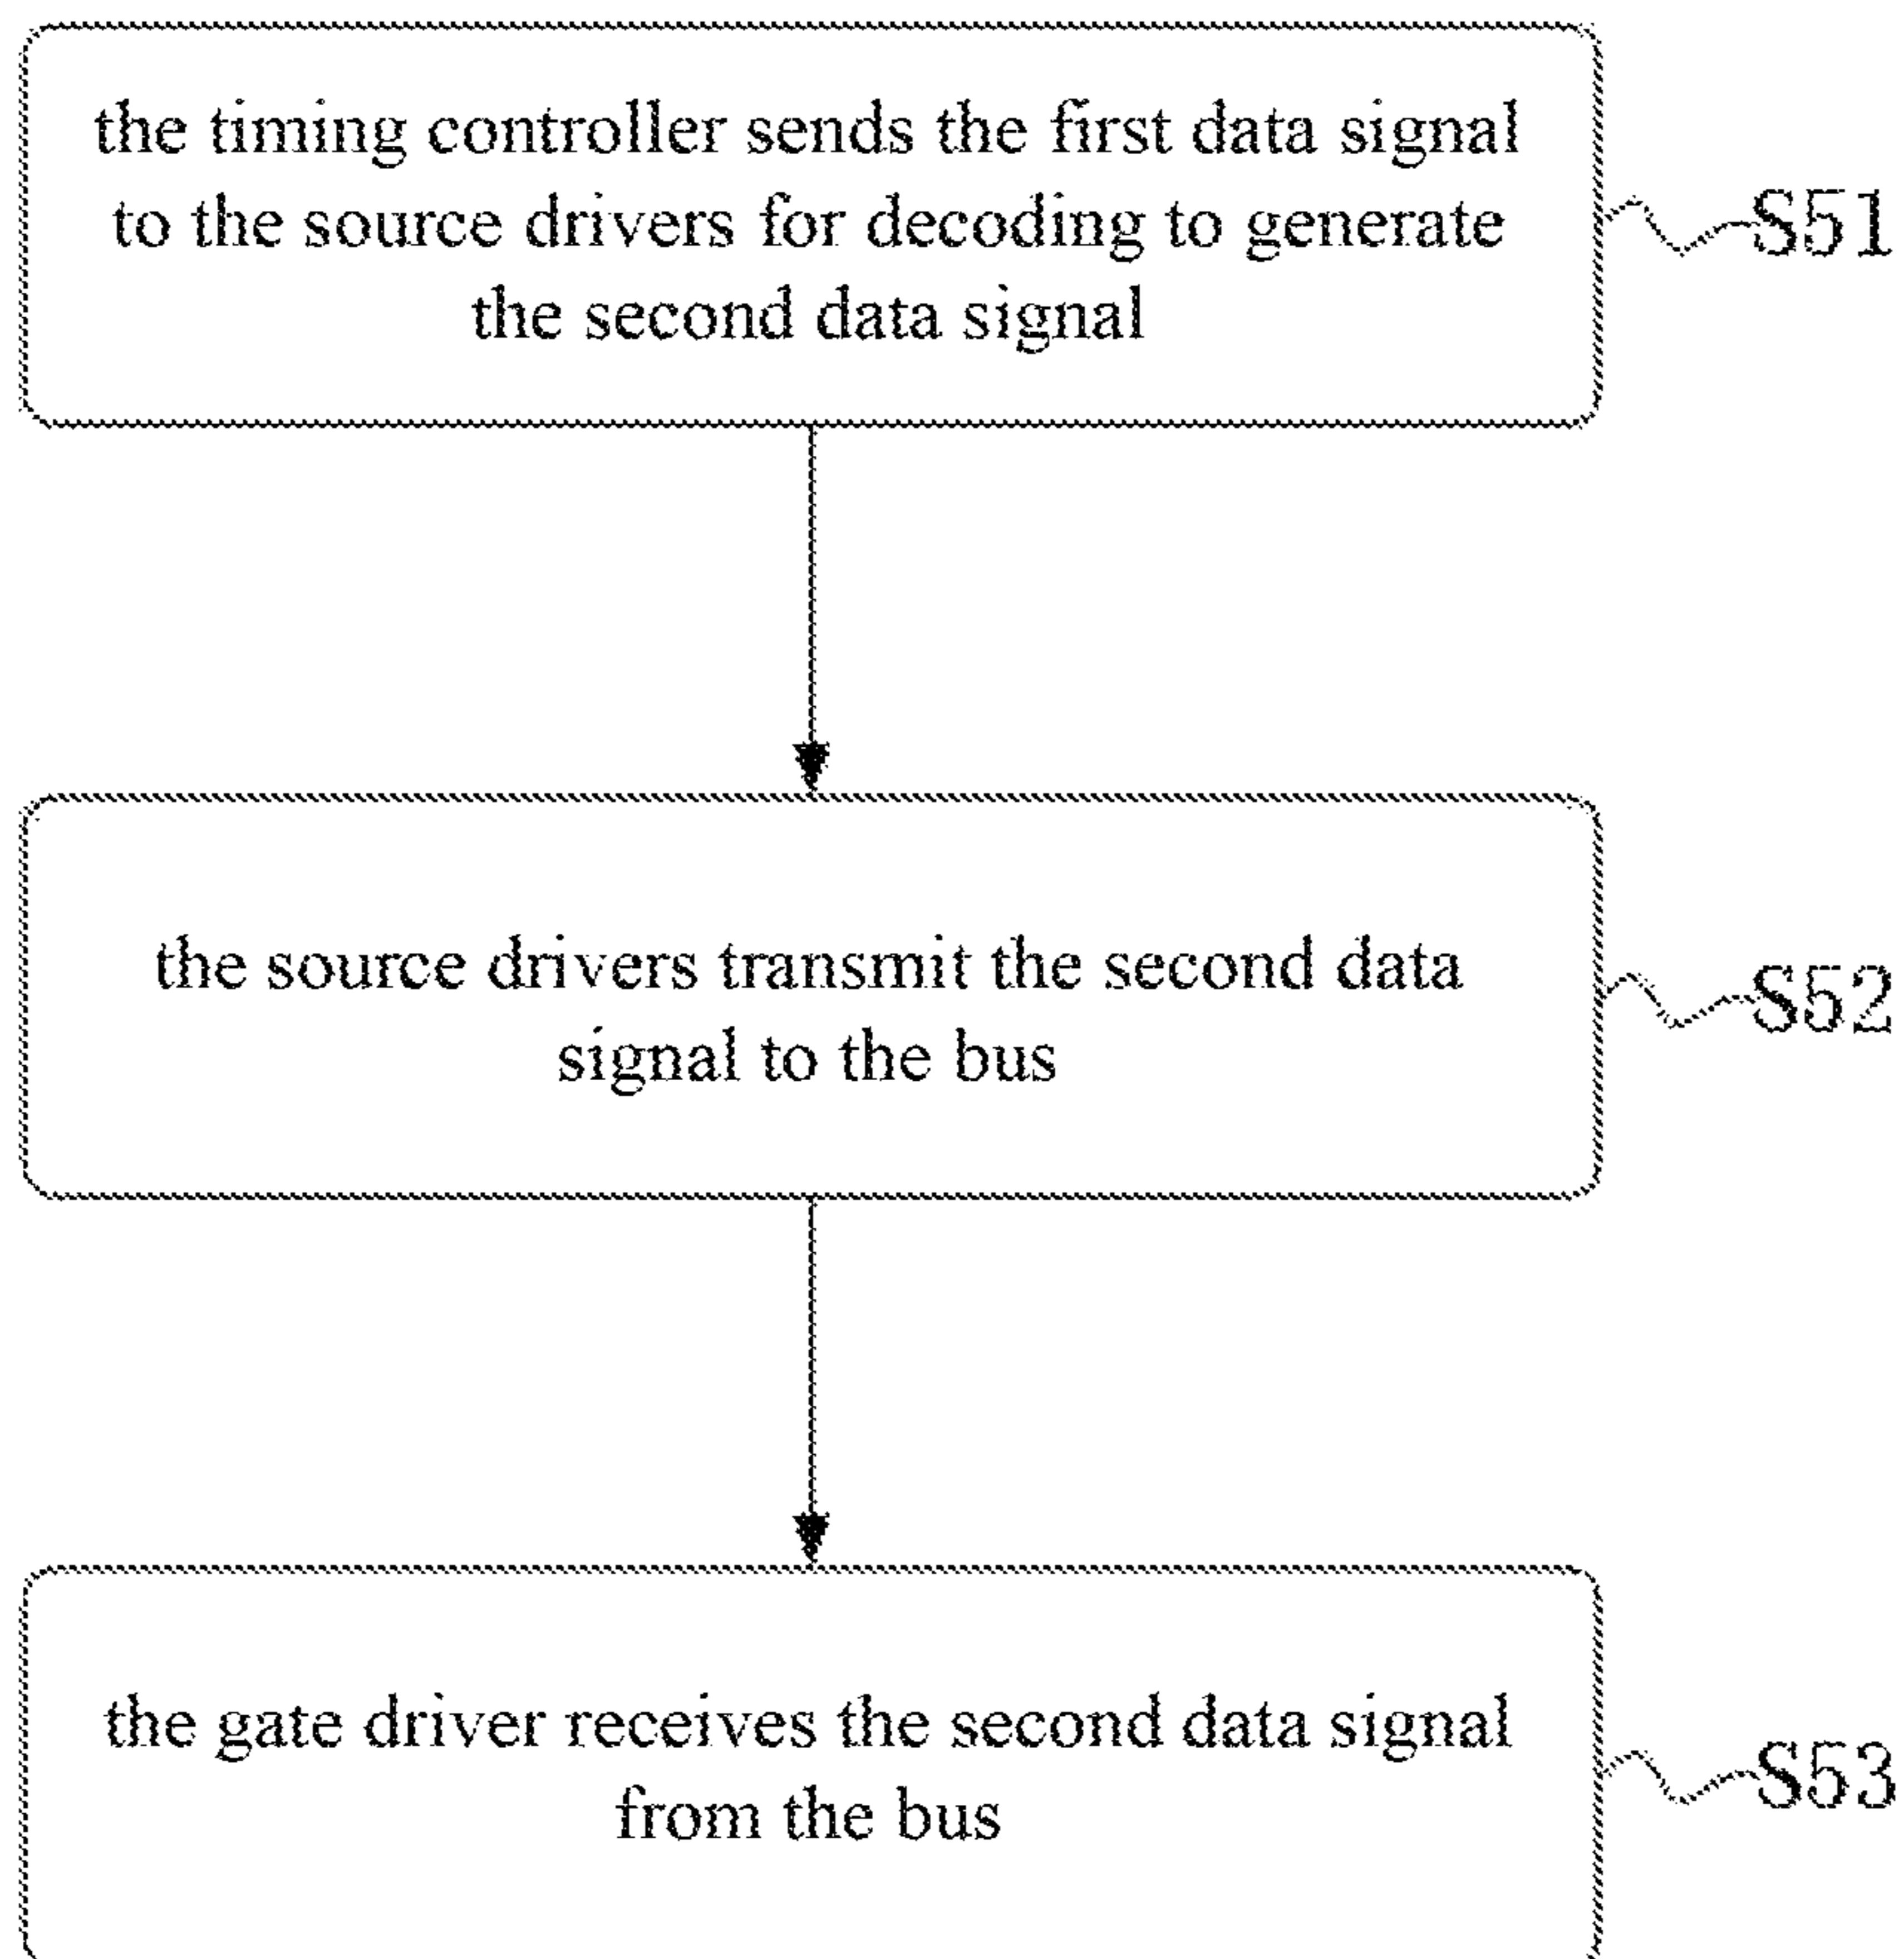 the timing controller sends the first data signal
to the source drivers for decoding to generate
the second data signal
S51
the source drivers transmit the second data
signal to the bus
S52
the gate driver receives the second data signal
from the bus
S53